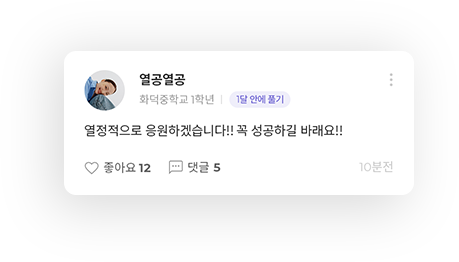 열공열공
화덕중학교 1학년 | 1달 안에 풀기
열정적으로 응원하겠습니다!! 꼭 성공하길 바래요!!
좋아요 12 댓글 5 10분전